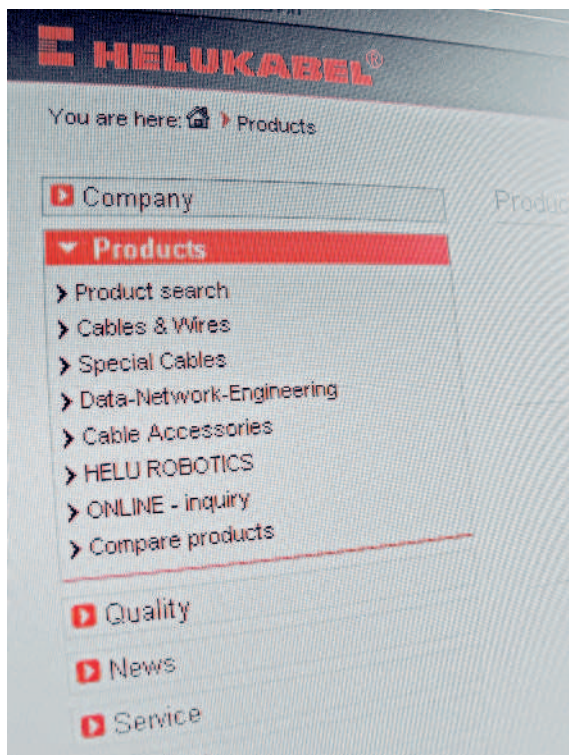 HELUKABEL®
You are here: Products
Company
Products
Product search
Cables & Wires
Special Cables
Data-Network-Engineering
Cable Accessories
HELU ROBOTICS
ONLINE - inquiry
Compare products
Quality
News
Service